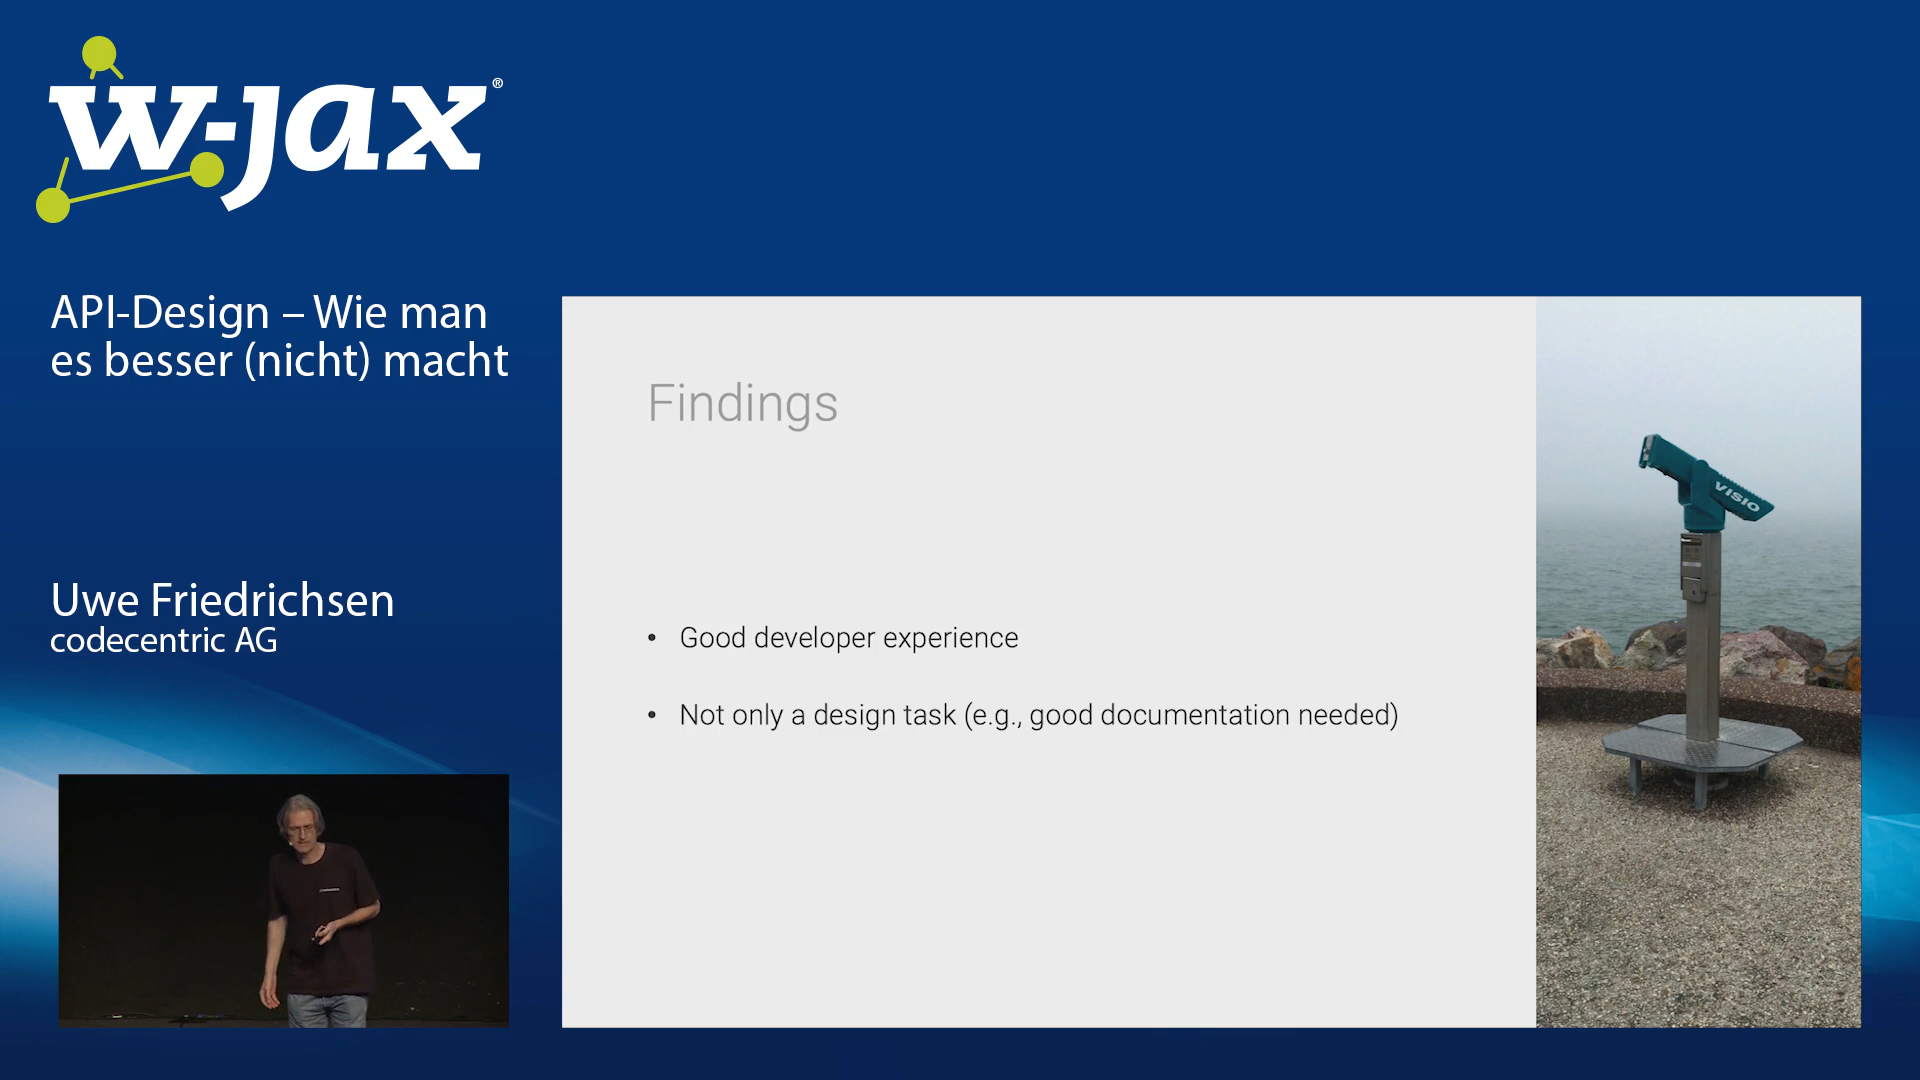 w-jax®
API-Design – Wie man
es besser (nicht) macht
Uwe Friedrichsen
codecentric AG
Findings
• Good developer experience
• Not only a design task (e.g., good documentation needed)
VISIO